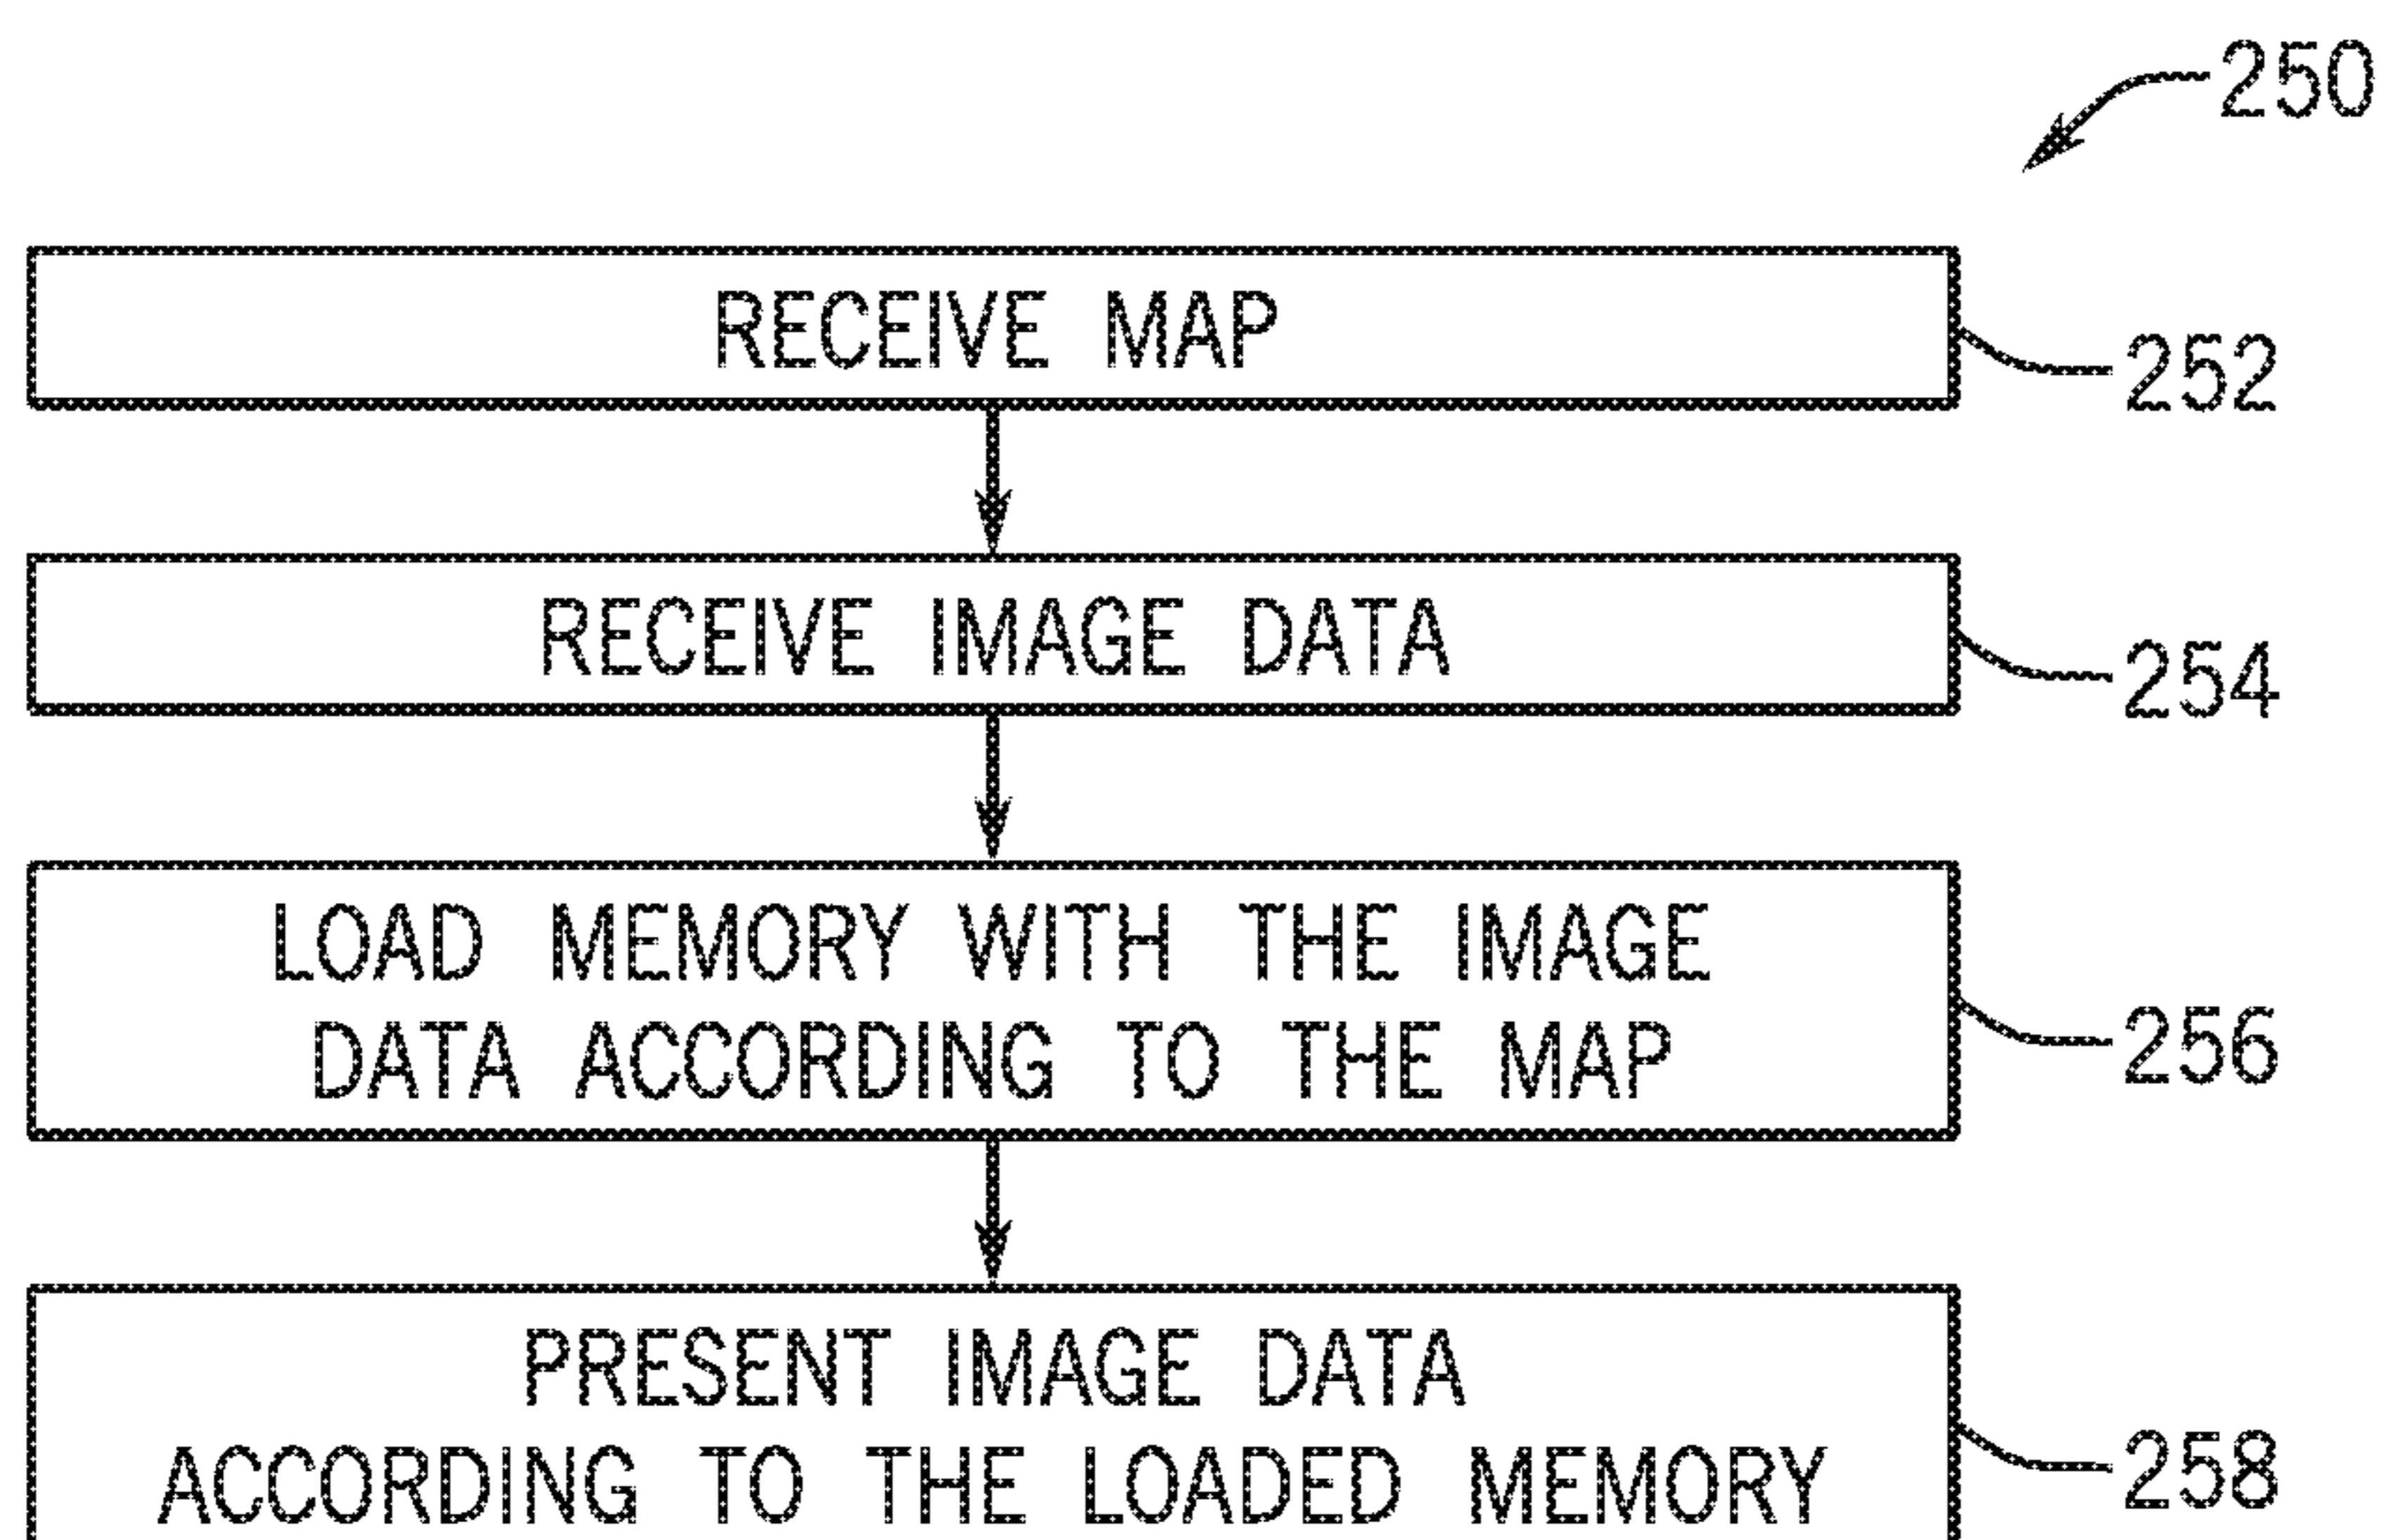 250
RECEIVE MAP
252
RECEIVE IMAGE DATA
254
LOAD MEMORY WITH THE IMAGE
DATA ACCORDING TO THE MAP
256
PRESENT IMAGE DATA
ACCORDING TO THE LOADED MEMORY
258